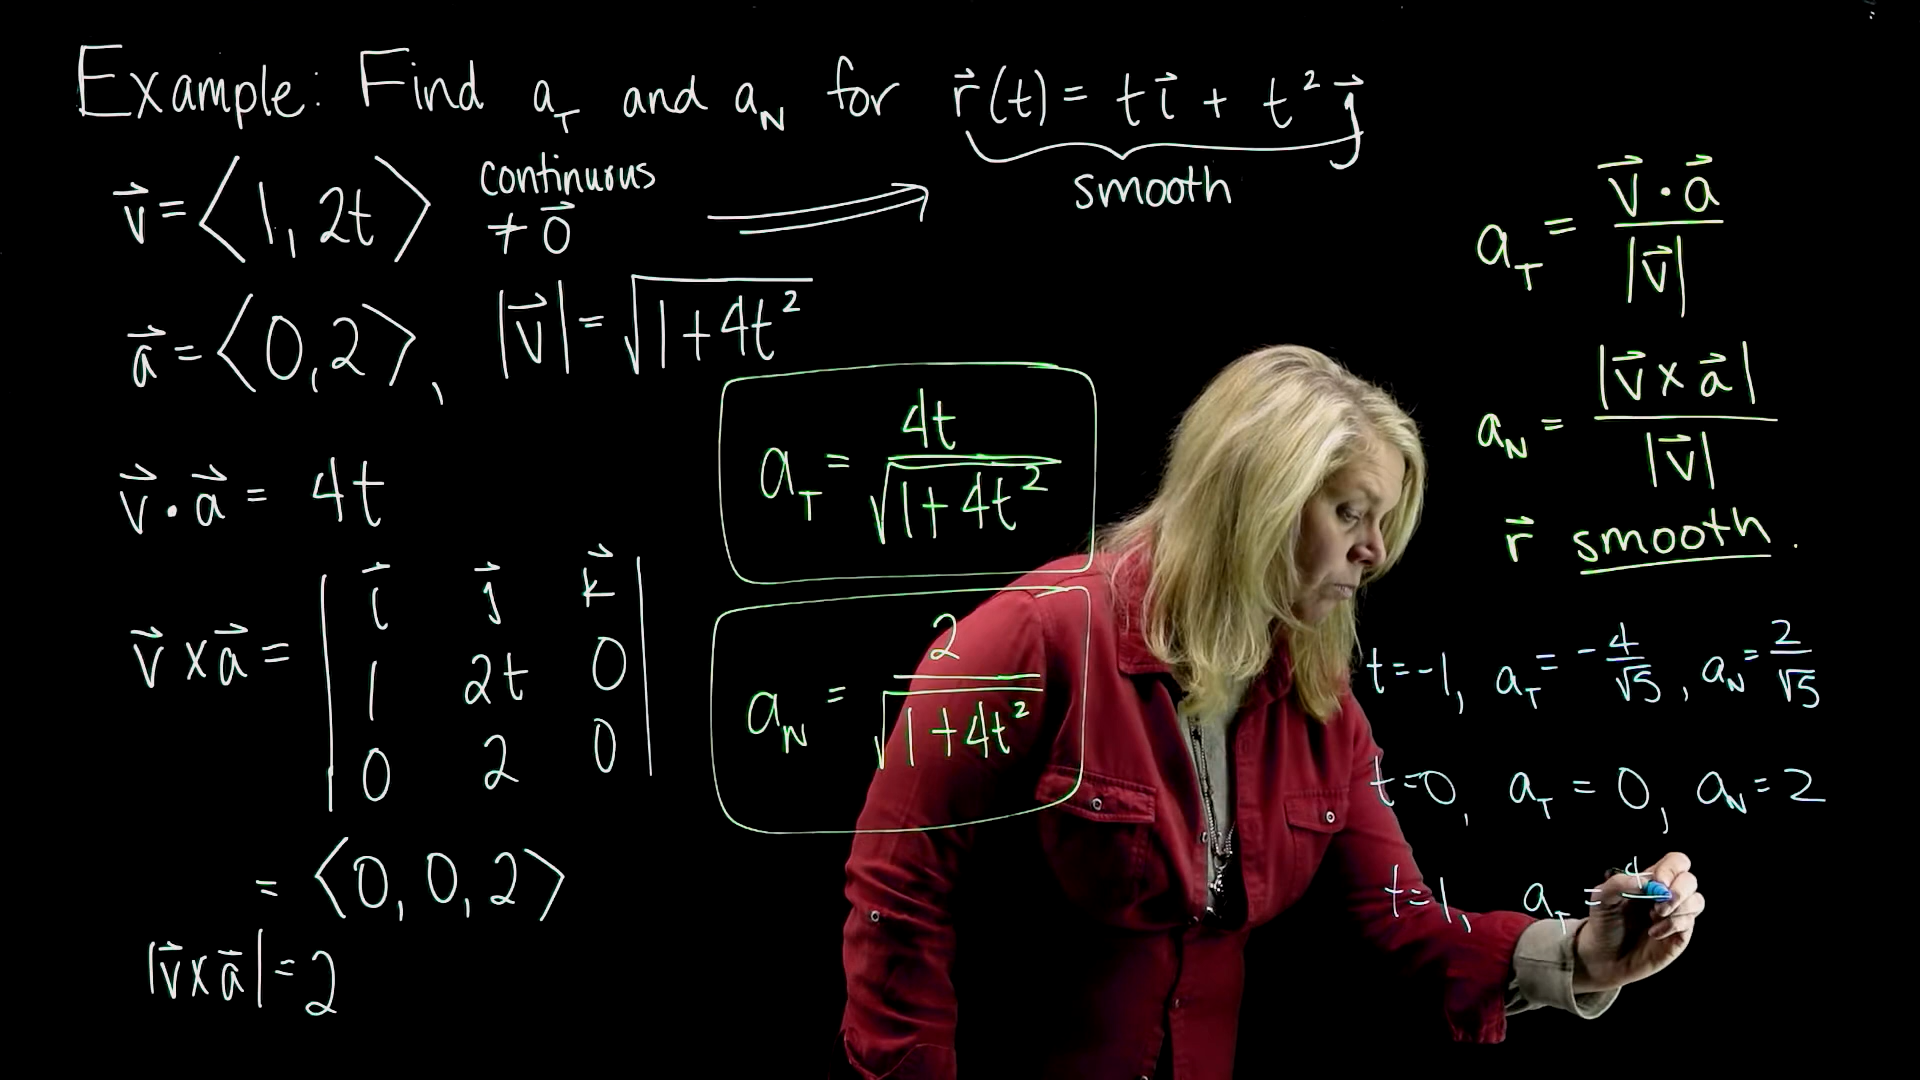 Example: Find a_T and a_N for r⃗(t) = t i⃗ + t² j⃗
smooth
v⃗ = ⟨1, 2t⟩ continuous
≠ 0⃗
a⃗ = ⟨0, 2⟩, |v⃗| = √(1+4t²)
v⃗ · a⃗ = 4t
v⃗ × a⃗ = | i⃗ j⃗ k⃗ |
| 1 2t 0 |
| 0 2 0 |
= ⟨0, 0, 2⟩
|v⃗ × a⃗| = 2
a_T = 4t / √(1+4t²)
a_N = 2 / √(1+4t²)
a_T = v⃗ · a⃗ / |v⃗|
a_N = |v⃗ × a⃗| / |v⃗|
r⃗ smooth.
t=-1, a_T = -4/√5, a_N = 2/√5
t=0, a_T = 0, a_N = 2
t=1, a_T = 4